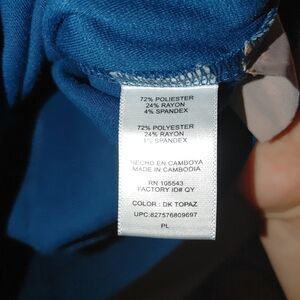 72% POLIESTER
24% RAYON
4% SPANDEX
72% POLYESTER
24% RAYON
4% SPANDEX
HECHO EN CAMBOYA
MADE IN CAMBODIA
RN 105543
FACTORY ID# QY
COLOR : DK TOPAZ
UPC:827576809697
PL